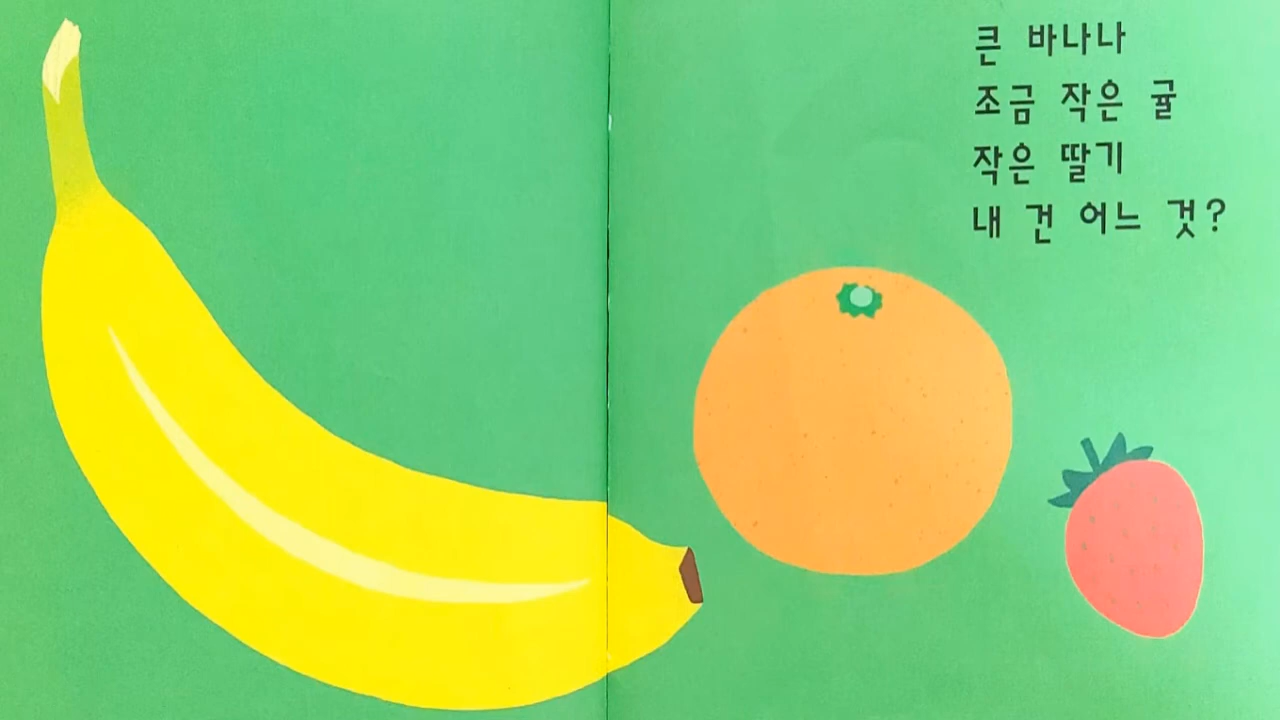 큰 바나나
조금 작은 귤
작은 딸기
내 건 어느 것?